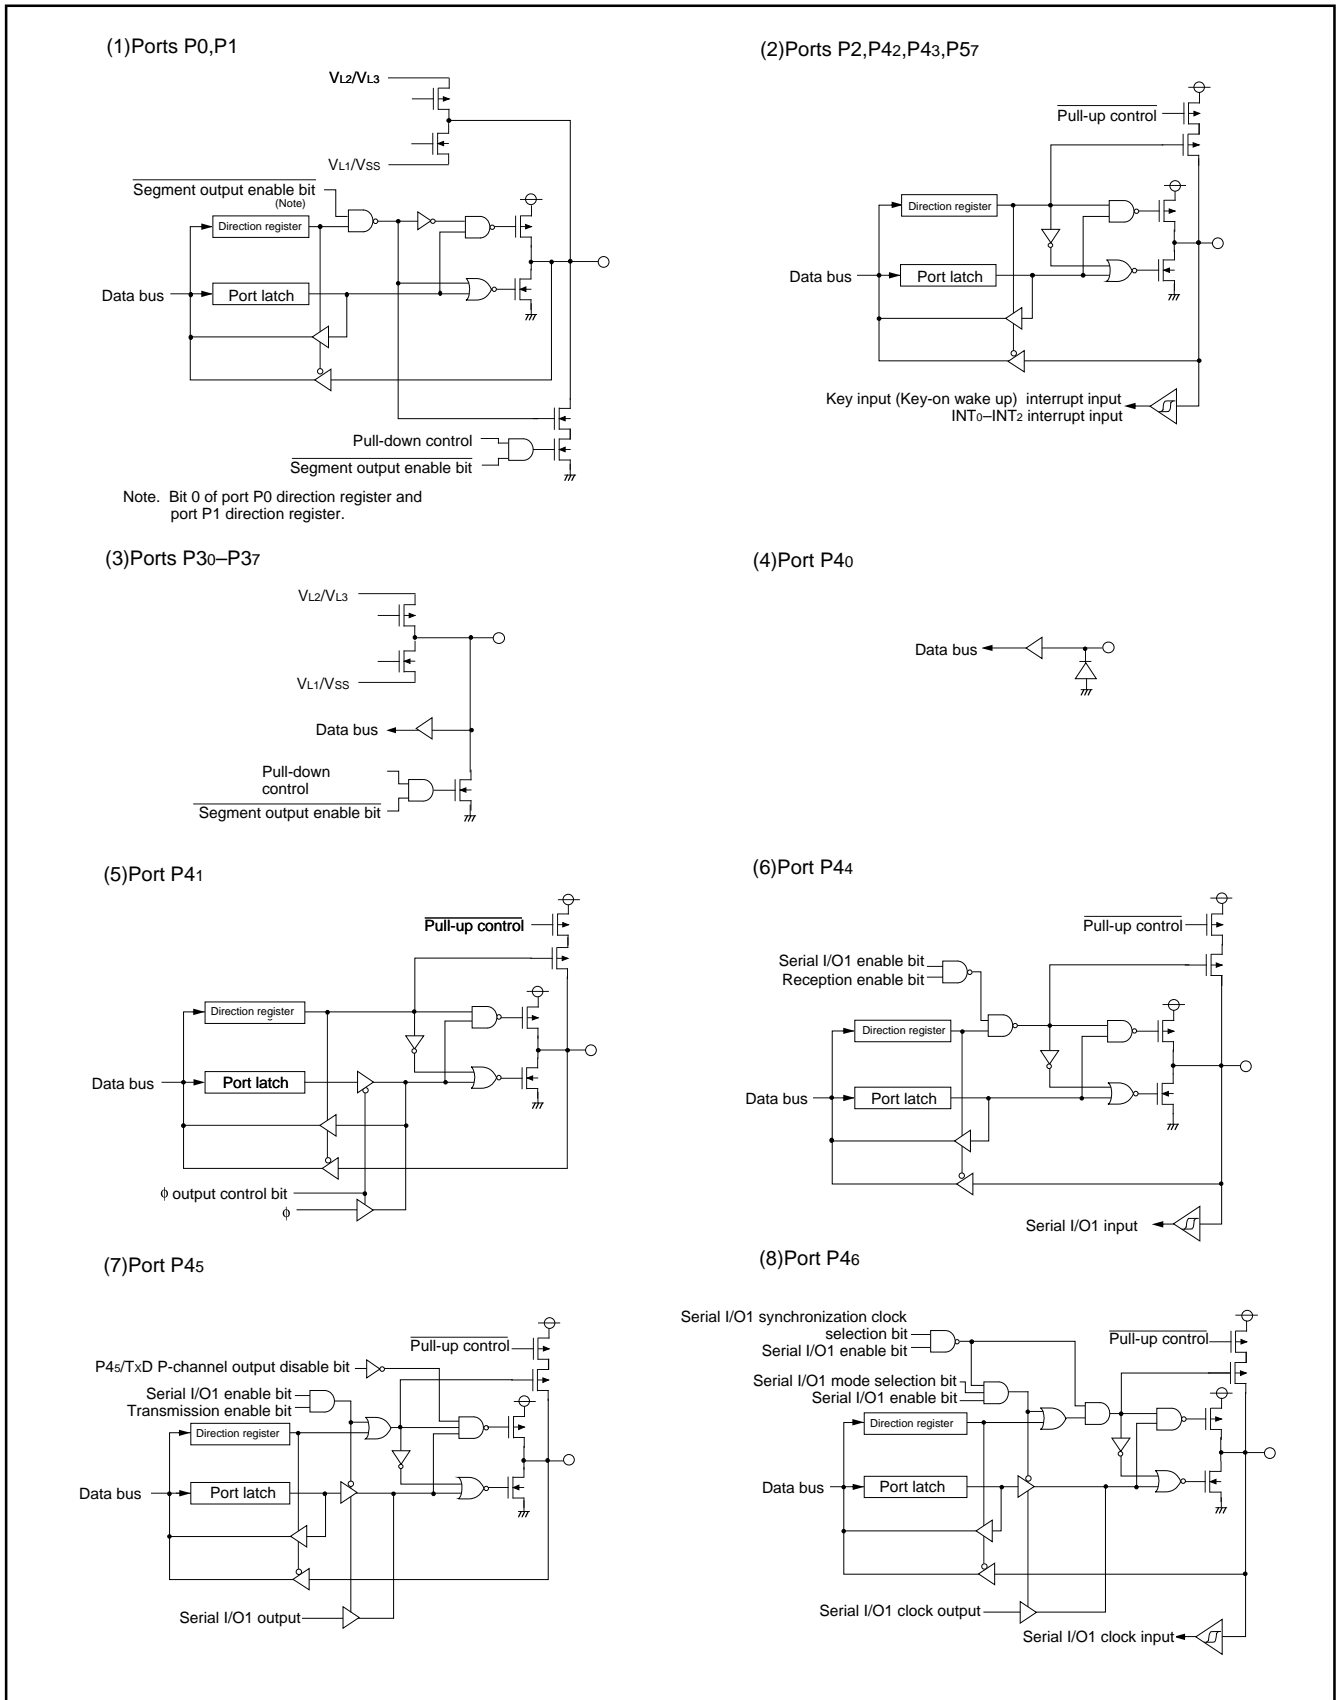 (1)Ports P0,P1
VL2/VL3
VL1/VSS
Segment output enable bit
(Note)
Direction register
Data bus
Port latch
Pull-down control
Segment output enable bit
Note. Bit 0 of port P0 direction register and
port P1 direction register.
(2)Ports P2,P42,P43,P57
Pull-up control
Direction register
Data bus
Port latch
Key input (Key-on wake up) interrupt input
INT0–INT2 interrupt input
(3)Ports P30–P37
VL2/VL3
VL1/VSS
Data bus
Pull-down
control
Segment output enable bit
(4)Port P40
Data bus
(5)Port P41
Pull-up control
Direction register
Data bus
Port latch
ϕ output control bit
ϕ
(6)Port P44
Pull-up control
Serial I/O1 enable bit
Reception enable bit
Direction register
Data bus
Port latch
Serial I/O1 input
(7)Port P45
Pull-up control
P45/TXD P-channel output disable bit
Serial I/O1 enable bit
Transmission enable bit
Direction register
Data bus
Port latch
Serial I/O1 output
(8)Port P46
Serial I/O1 synchronization clock
selection bit
Serial I/O1 enable bit
Pull-up control
Serial I/O1 mode selection bit
Serial I/O1 enable bit
Direction register
Data bus
Port latch
Serial I/O1 clock output
Serial I/O1 clock input